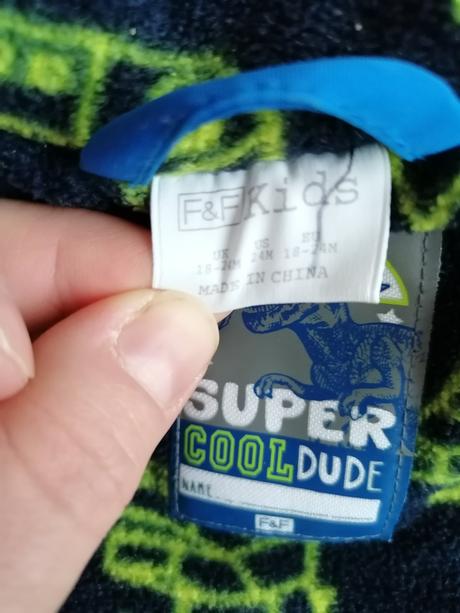 F&F Kids
UK US EU
18-24M 24M 18-24M
MADE IN CHINA
SUPER
COOL DUDE
NAME
F&F